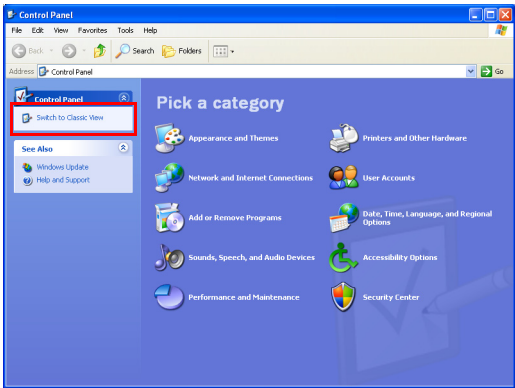 Control Panel
File Edit View Favorites Tools Help
Back Search Folders
Address Control Panel Go
Control Panel
Switch to Classic View
See Also
Windows Update
Help and Support
Pick a category
Appearance and Themes
Printers and Other Hardware
Network and Internet Connections
User Accounts
Add or Remove Programs
Date, Time, Language, and Regional
Options
Sounds, Speech, and Audio Devices
Accessibility Options
Performance and Maintenance
Security Center